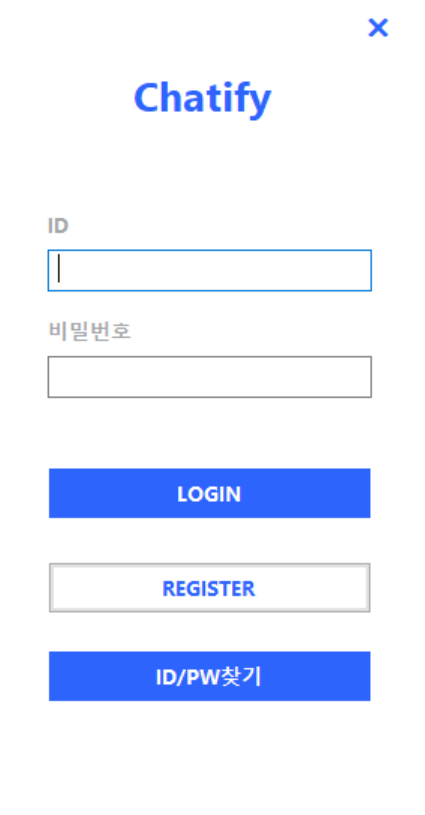 ✕
Chatify
ID
비밀번호
LOGIN
REGISTER
ID/PW찾기